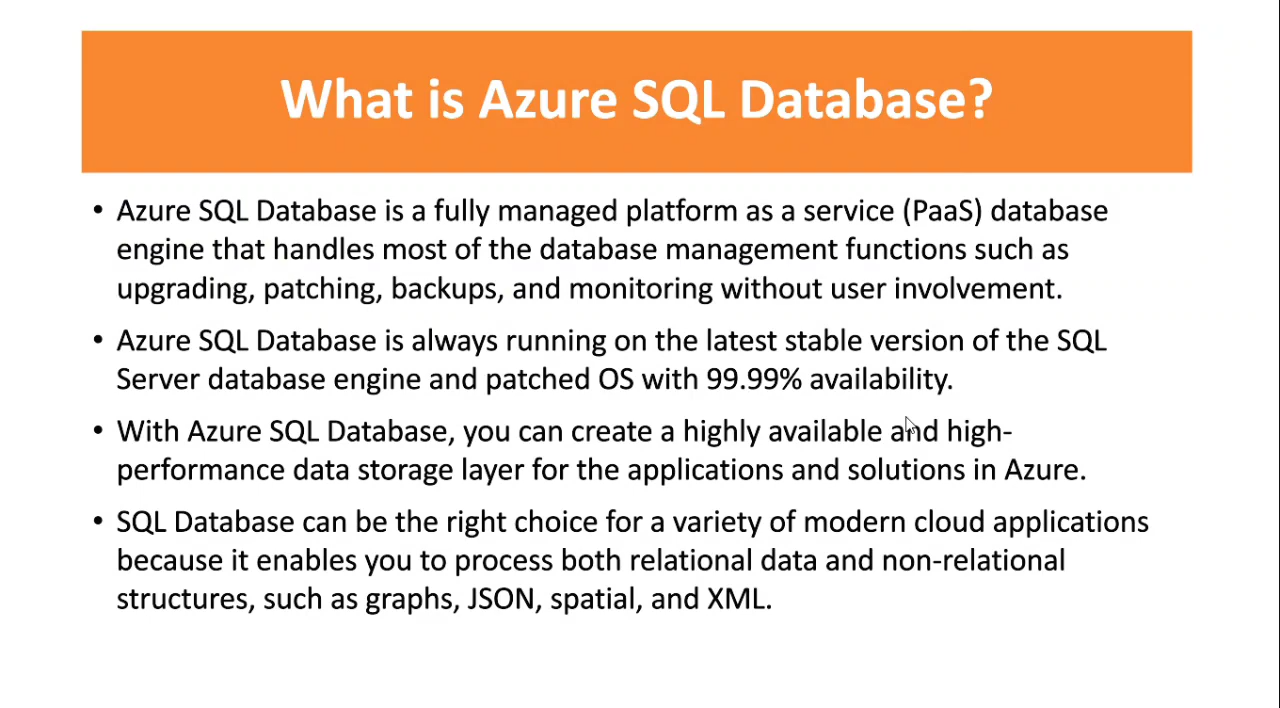 What is Azure SQL Database?
• Azure SQL Database is a fully managed platform as a service (PaaS) database
engine that handles most of the database management functions such as
upgrading, patching, backups, and monitoring without user involvement.
• Azure SQL Database is always running on the latest stable version of the SQL
Server database engine and patched OS with 99.99% availability.
• With Azure SQL Database, you can create a highly available and high-
performance data storage layer for the applications and solutions in Azure.
• SQL Database can be the right choice for a variety of modern cloud applications
because it enables you to process both relational data and non-relational
structures, such as graphs, JSON, spatial, and XML.